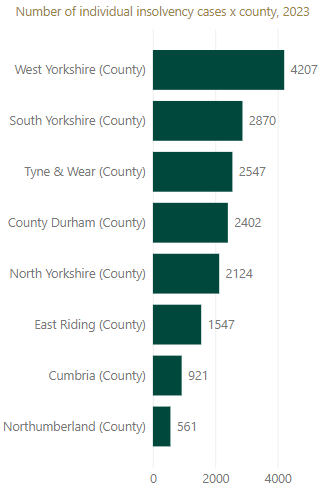 Number of individual insolvency cases x county, 2023
West Yorkshire (County) 4207
South Yorkshire (County) 2870
Tyne & Wear (County) 2547
County Durham (County) 2402
North Yorkshire (County) 2124
East Riding (County) 1547
Cumbria (County) 921
Northumberland (County) 561
0 2000 4000